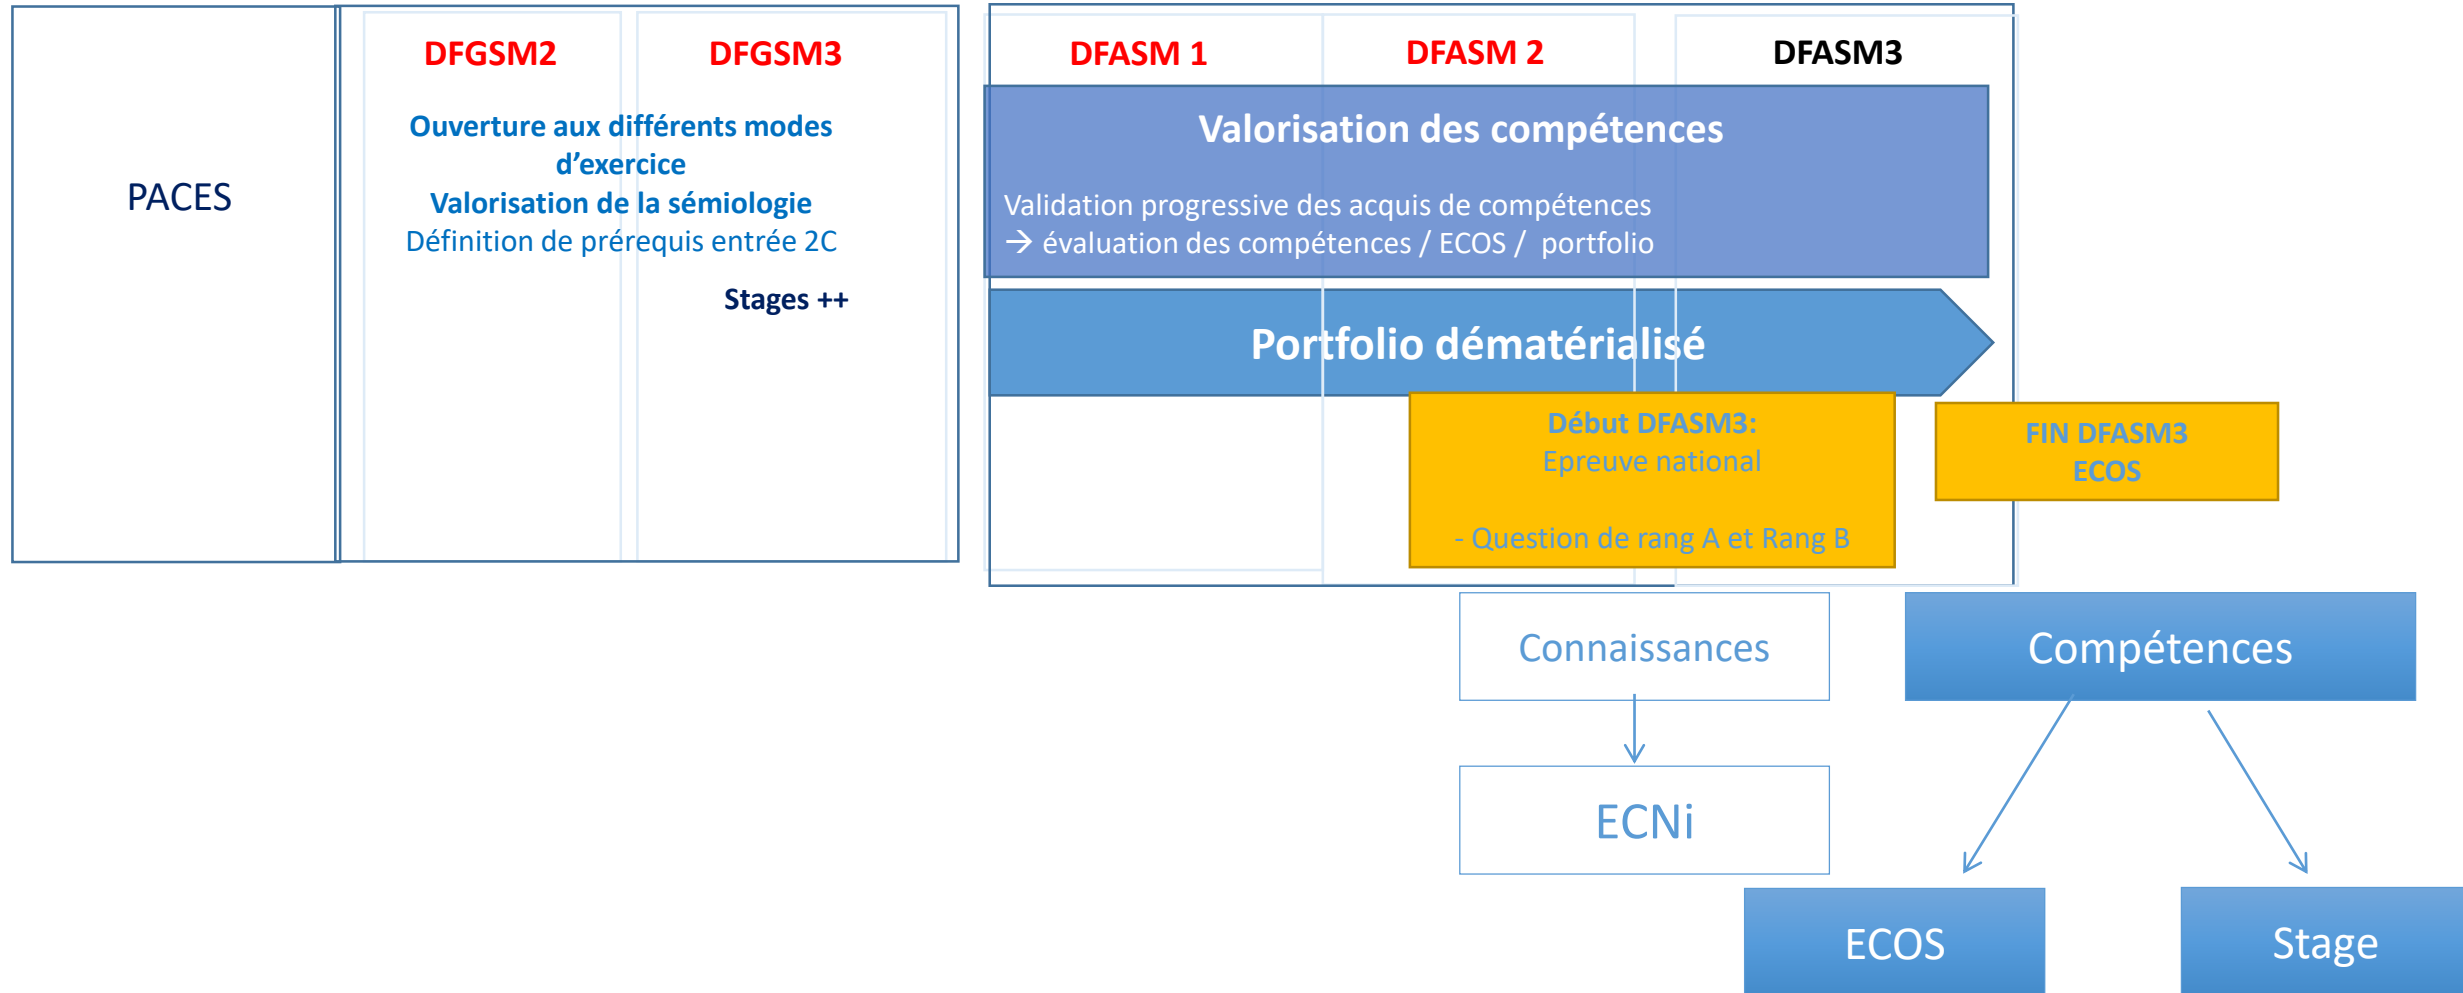 PACES
DFGSM2
DFGSM3
Ouverture aux différents modes
d’exercice
Valorisation de la sémiologie
Définition de prérequis entrée 2C
Stages ++
DFASM 1
DFASM 2
DFASM3
Valorisation des compétences
Validation progressive des acquis de compétences
→ évaluation des compétences / ECOS / portfolio
Portfolio dématérialisé
Début DFASM3:
Epreuve national
- Question de rang A et Rang B
FIN DFASM3
ECOS
Connaissances
Compétences
ECNi
ECOS
Stage